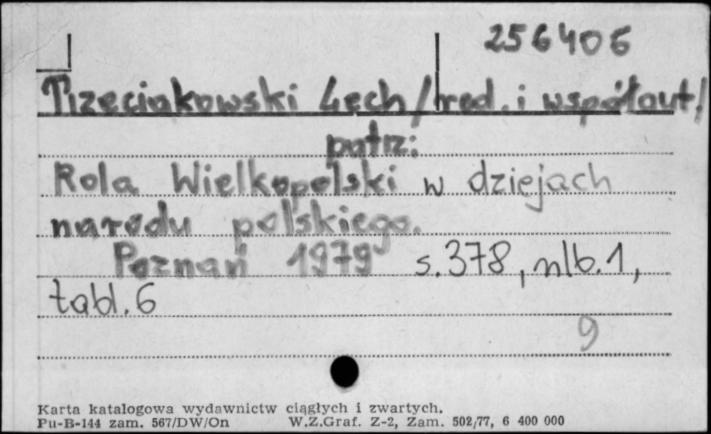 256406
Trzeciakowski Lech /red. i współaut/
patrz:
Rola Wielkopolski w dziejach
narodu polskiego.
Poznań 1979 s.378, nlb.1,
tabl.6
9
Karta katalogowa wydawnictw ciągłych i zwartych.
Pu-B-144 zam. 567/DW/On W.Z.Graf. Z-2, Zam. 502/77, 6 400 000